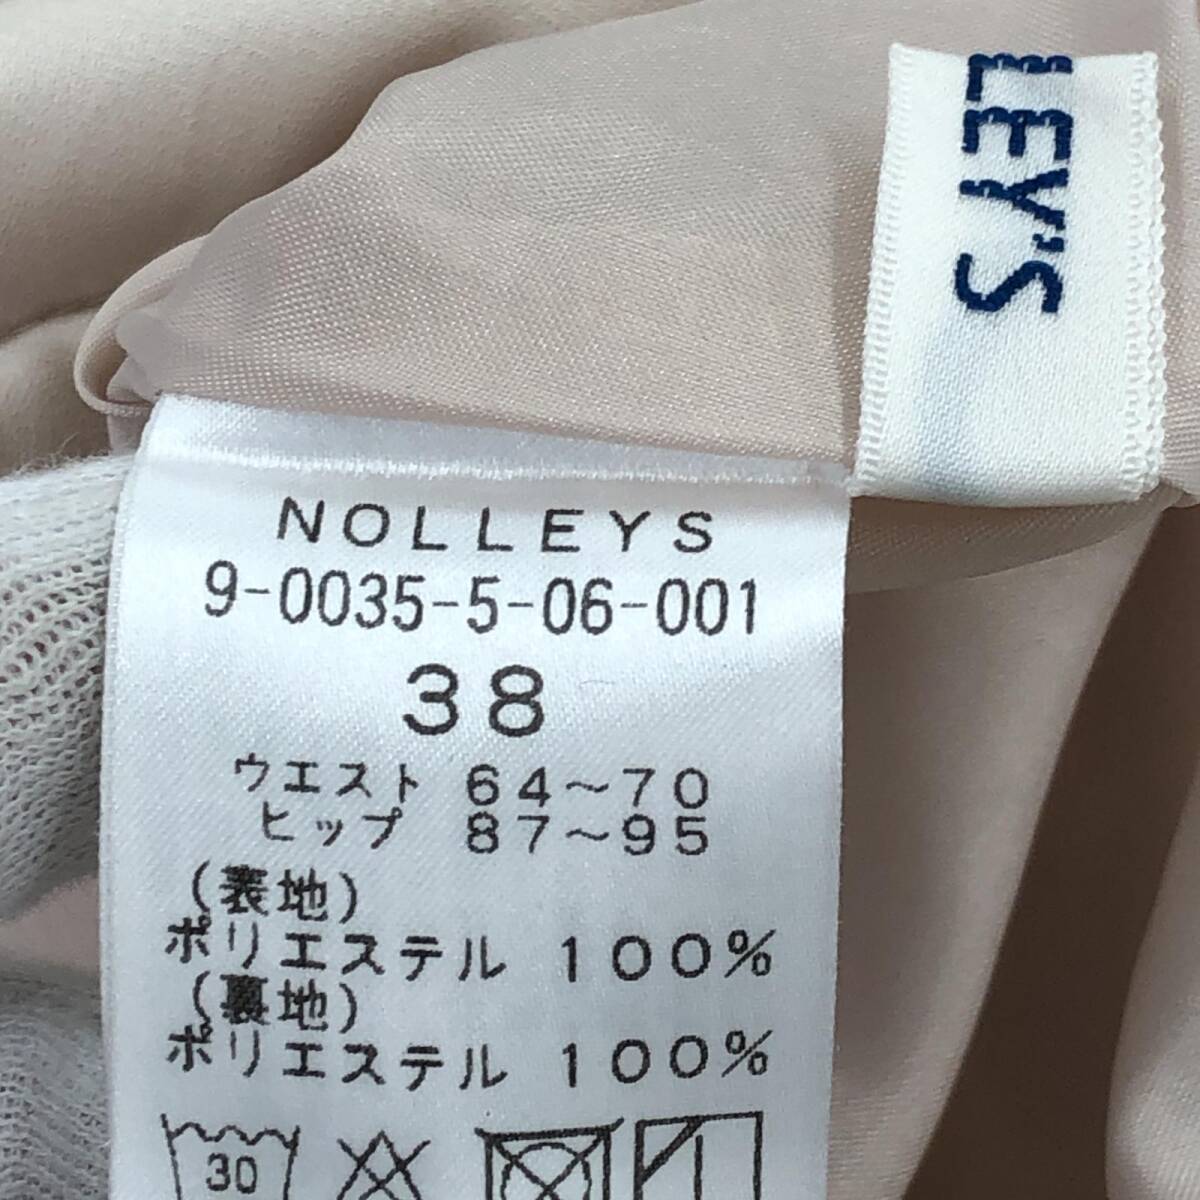 LEY'S
NOLLEYS
9-0035-5-06-001
38
ウエスト 64～70
ヒップ 87～95
(表地)
ポリエステル 100%
(裏地)
ポリエステル 100%
30